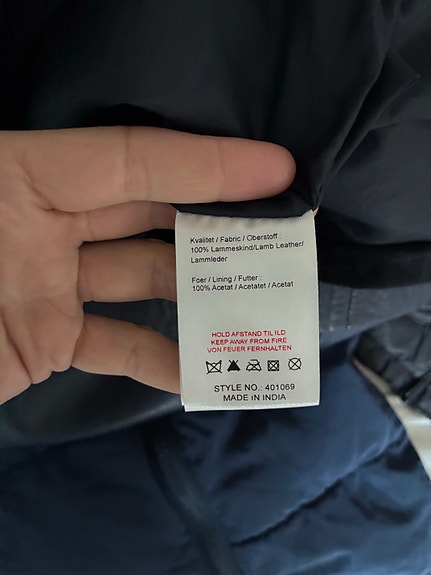 Kvalitet / Fabric / Oberstoff :
100% Lammeskind/Lamb Leather/
Lammleder
Foer / Lining / Futter :
100% Acetat / Acetatet / Acetat
HOLD AFSTAND TIL ILD
KEEP AWAY FROM FIRE
VON FEUER FERNHALTEN
STYLE NO.: 401069
MADE IN INDIA